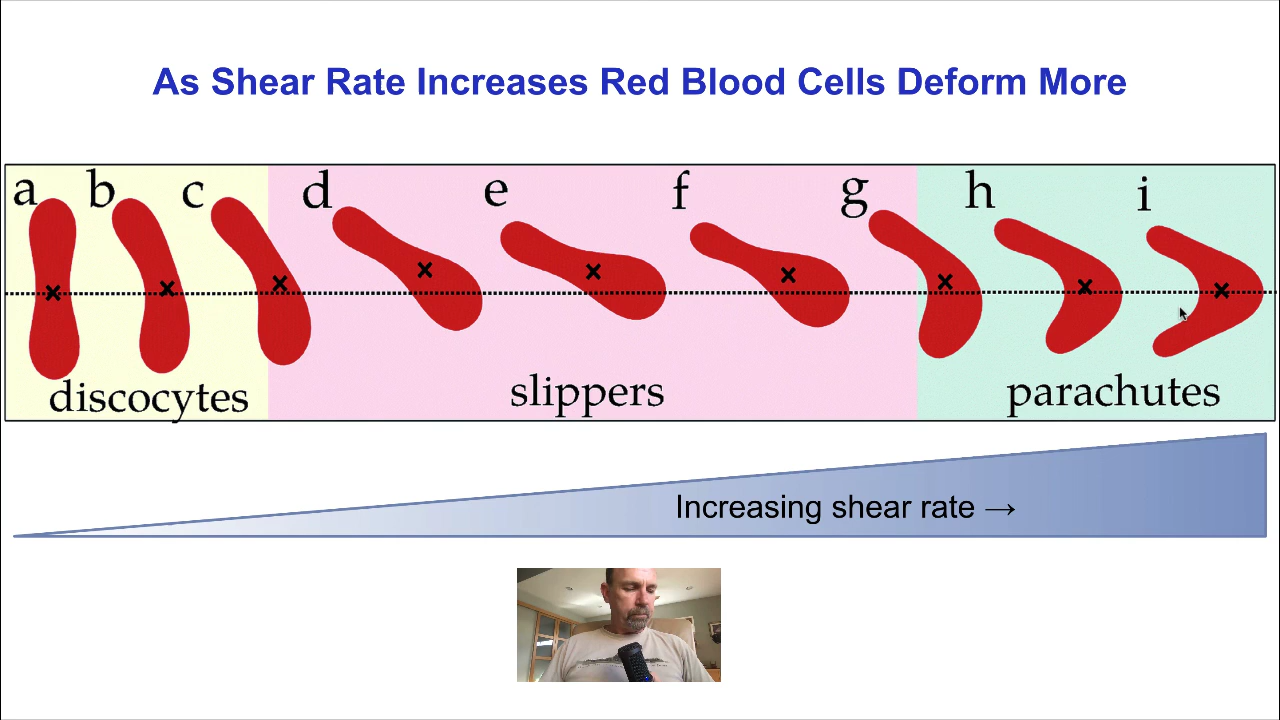 As Shear Rate Increases Red Blood Cells Deform More
a b c d e f g h i
discocytes slippers parachutes
Increasing shear rate →